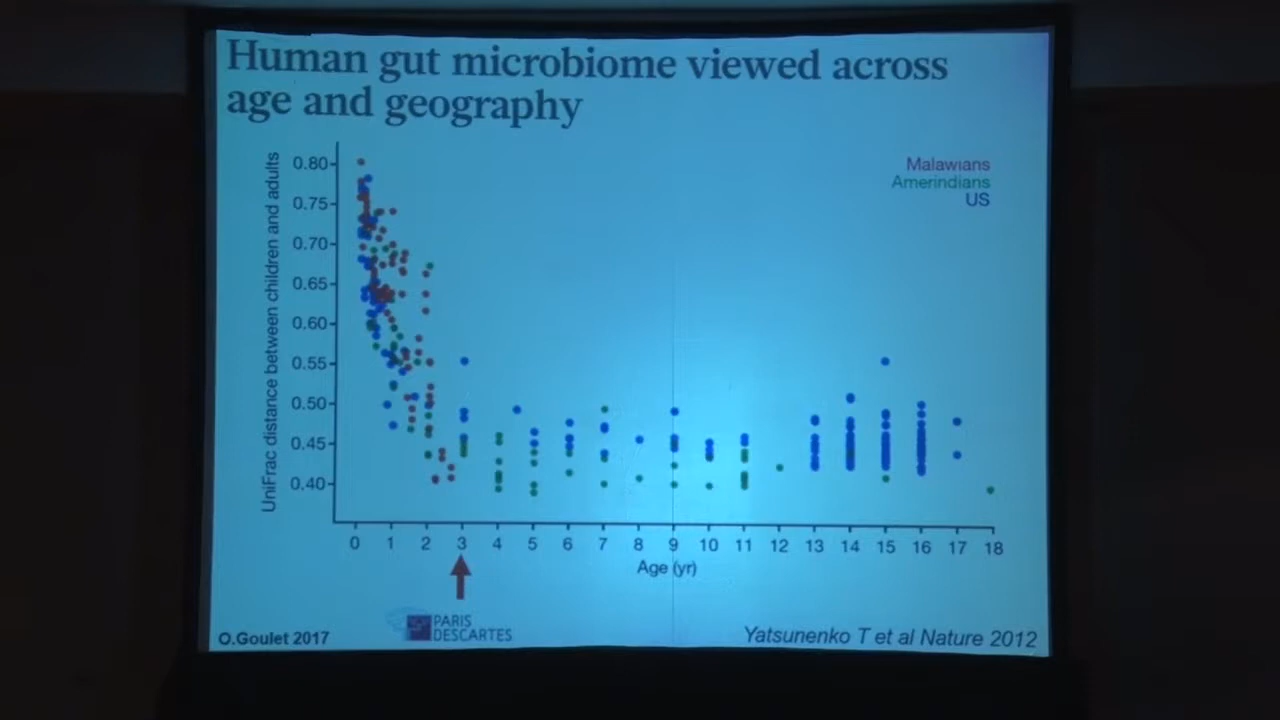 Human gut microbiome viewed across
age and geography
Malawians
Amerindians
US
UniFrac distance between children and adults
0.80
0.75
0.70
0.65
0.60
0.55
0.50
0.45
0.40
0 1 2 3 4 5 6 7 8 9 10 11 12 13 14 15 16 17 18
Age (yr)
O.Goulet 2017
PARIS
DESCARTES
Yatsunenko T et al Nature 2012